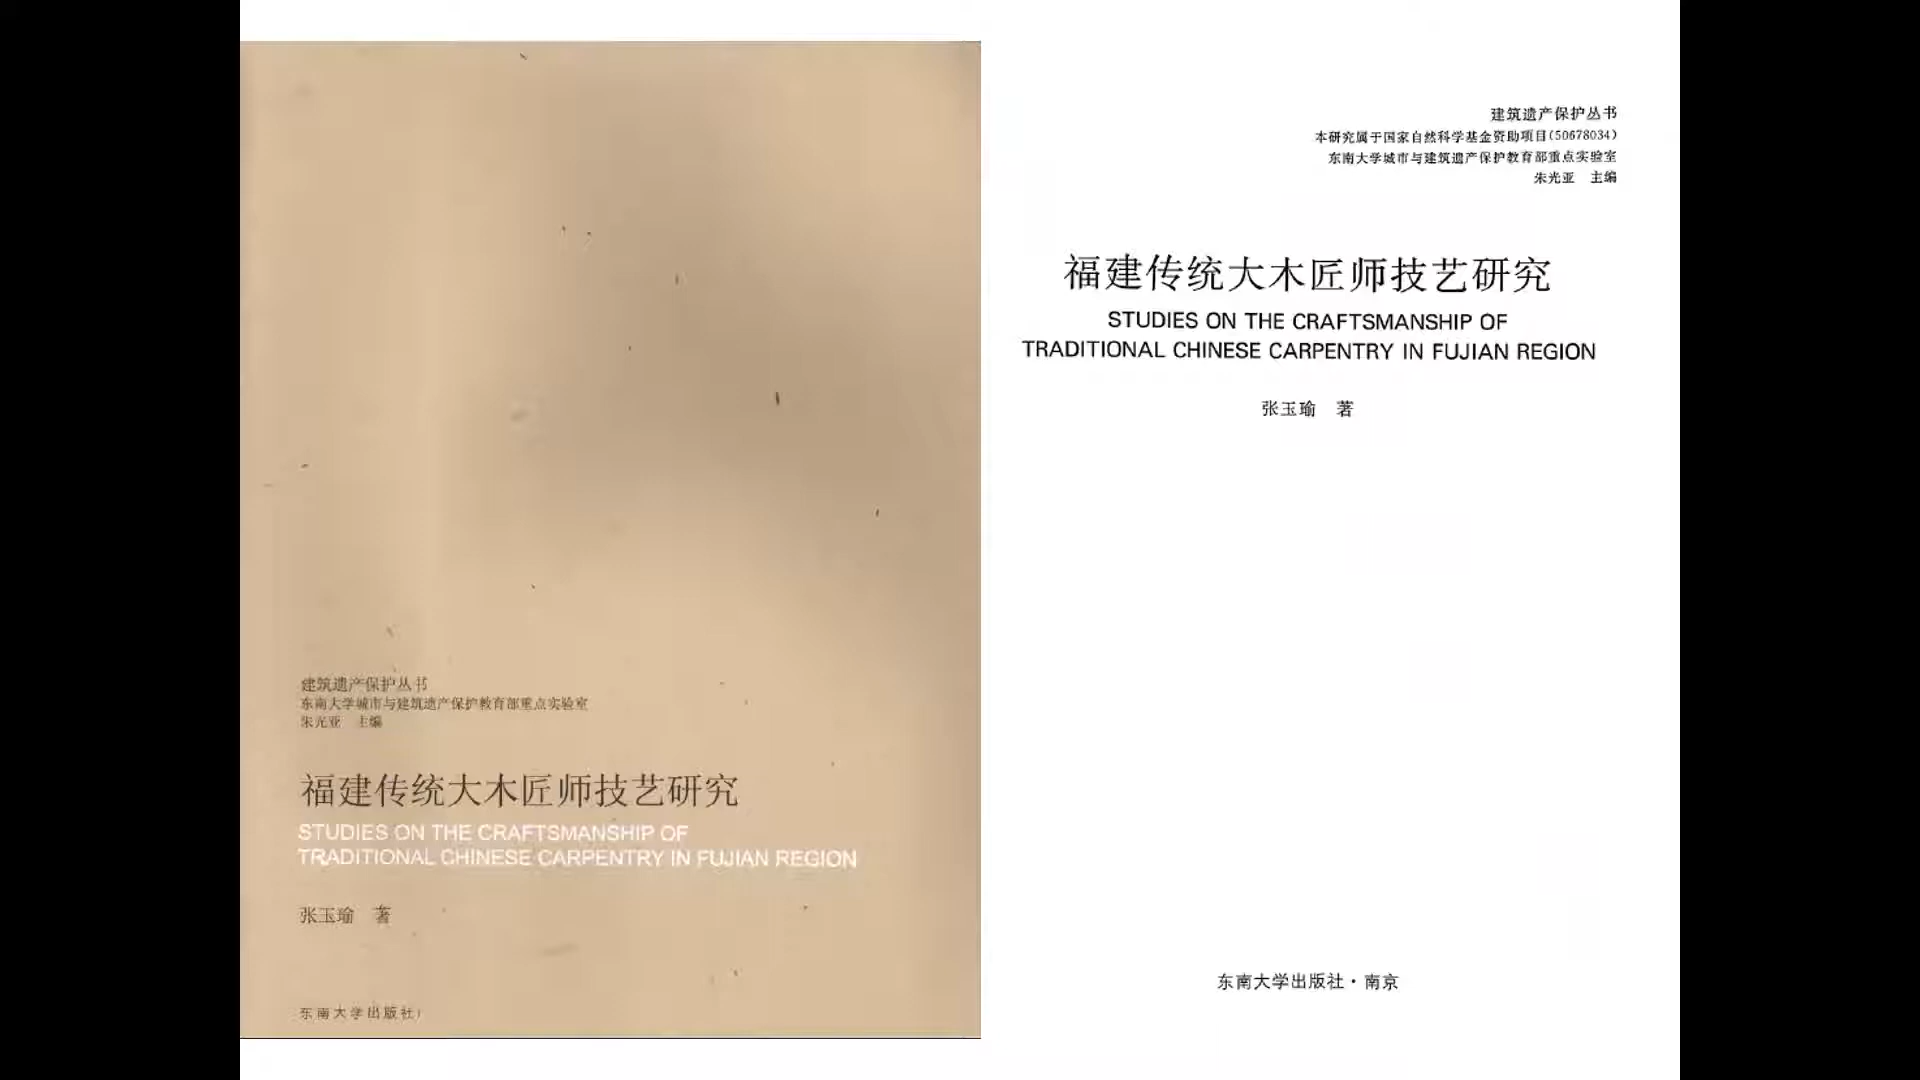 建筑遗产保护丛书
东南大学城市与建筑遗产保护教育部重点实验室
朱光亚 主编
福建传统大木匠师技艺研究
STUDIES ON THE CRAFTSMANSHIP OF
TRADITIONAL CHINESE CARPENTRY IN FUJIAN REGION
张玉瑜 著
东南大学出版社
建筑遗产保护丛书
本研究属于国家自然科学基金资助项目(50678034)
东南大学城市与建筑遗产保护教育部重点实验室
朱光亚 主编
福建传统大木匠师技艺研究
STUDIES ON THE CRAFTSMANSHIP OF
TRADITIONAL CHINESE CARPENTRY IN FUJIAN REGION
张玉瑜 著
东南大学出版社·南京